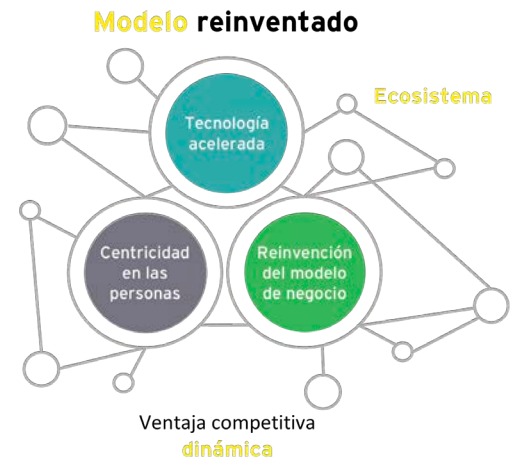 Modelo reinventado
Ecosistema
Tecnología
acelerada
Centricidad
en las
personas
Reinvención
del modelo
de negocio
Ventaja competitiva
dinámica